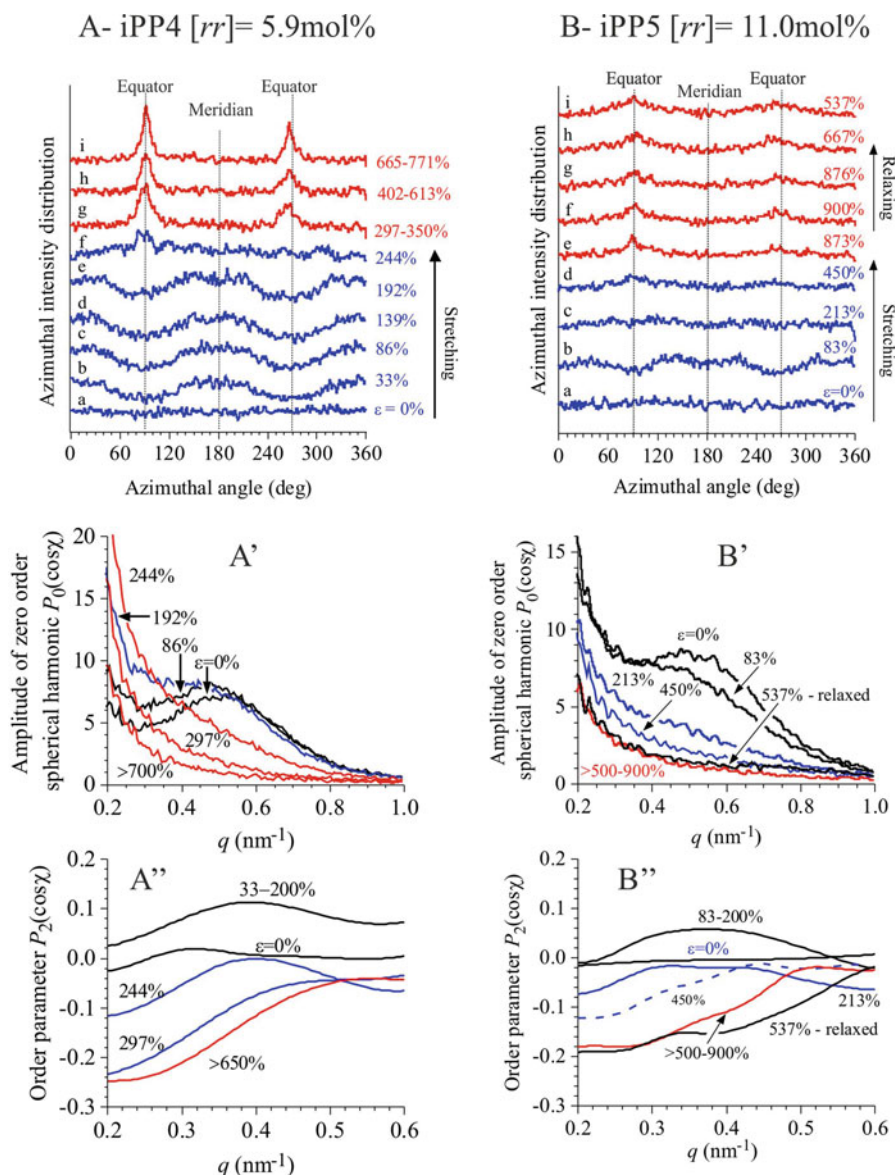 A- iPP4 [rr]= 5.9mol%
B- iPP5 [rr]= 11.0mol%
Equator
Equator
Meridian
i
665-771%
h
402-613%
g
297-350%
f
244%
e
192%
d
139%
c
86%
b
33%
a
ε = 0%
Stretching
Azimuthal intensity distribution
0 60 120 180 240 300 360
Azimuthal angle (deg)
Equator
Equator
Meridian
i
537%
h
667%
g
876%
f
900%
e
873%
d
450%
c
213%
b
83%
a
ε=0%
Relaxing
Stretching
Azimuthal intensity distribution
0 60 120 180 240 300 360
Azimuthal angle (deg)
A’
20
15
10
5
0
244%
192%
86%
ε=0%
297%
>700%
Amplitude of zero order
spherical harmonic P0(cosχ)
0.2 0.4 0.6 0.8 1.0
q (nm-1)
B’
15
10
5
0
ε=0%
83%
213%
450%
537% - relaxed
>500-900%
Amplitude of zero order
spherical harmonic P0(cosχ)
0.2 0.4 0.6 0.8 1.0
q (nm-1)
A’’
0.2
0.1
0.0
-0.1
-0.2
-0.3
33–200%
ε=0%
244%
297%
>650%
Order parameter P2(cosχ)
0.2 0.3 0.4 0.5 0.6
q (nm-1)
B’’
0.2
0.1
0.0
-0.1
-0.2
-0.3
83-200%
ε=0%
450%
213%
537% - relaxed
>500-900%
Order parameter P2(cosχ)
0.2 0.3 0.4 0.5 0.6
q (nm-1)